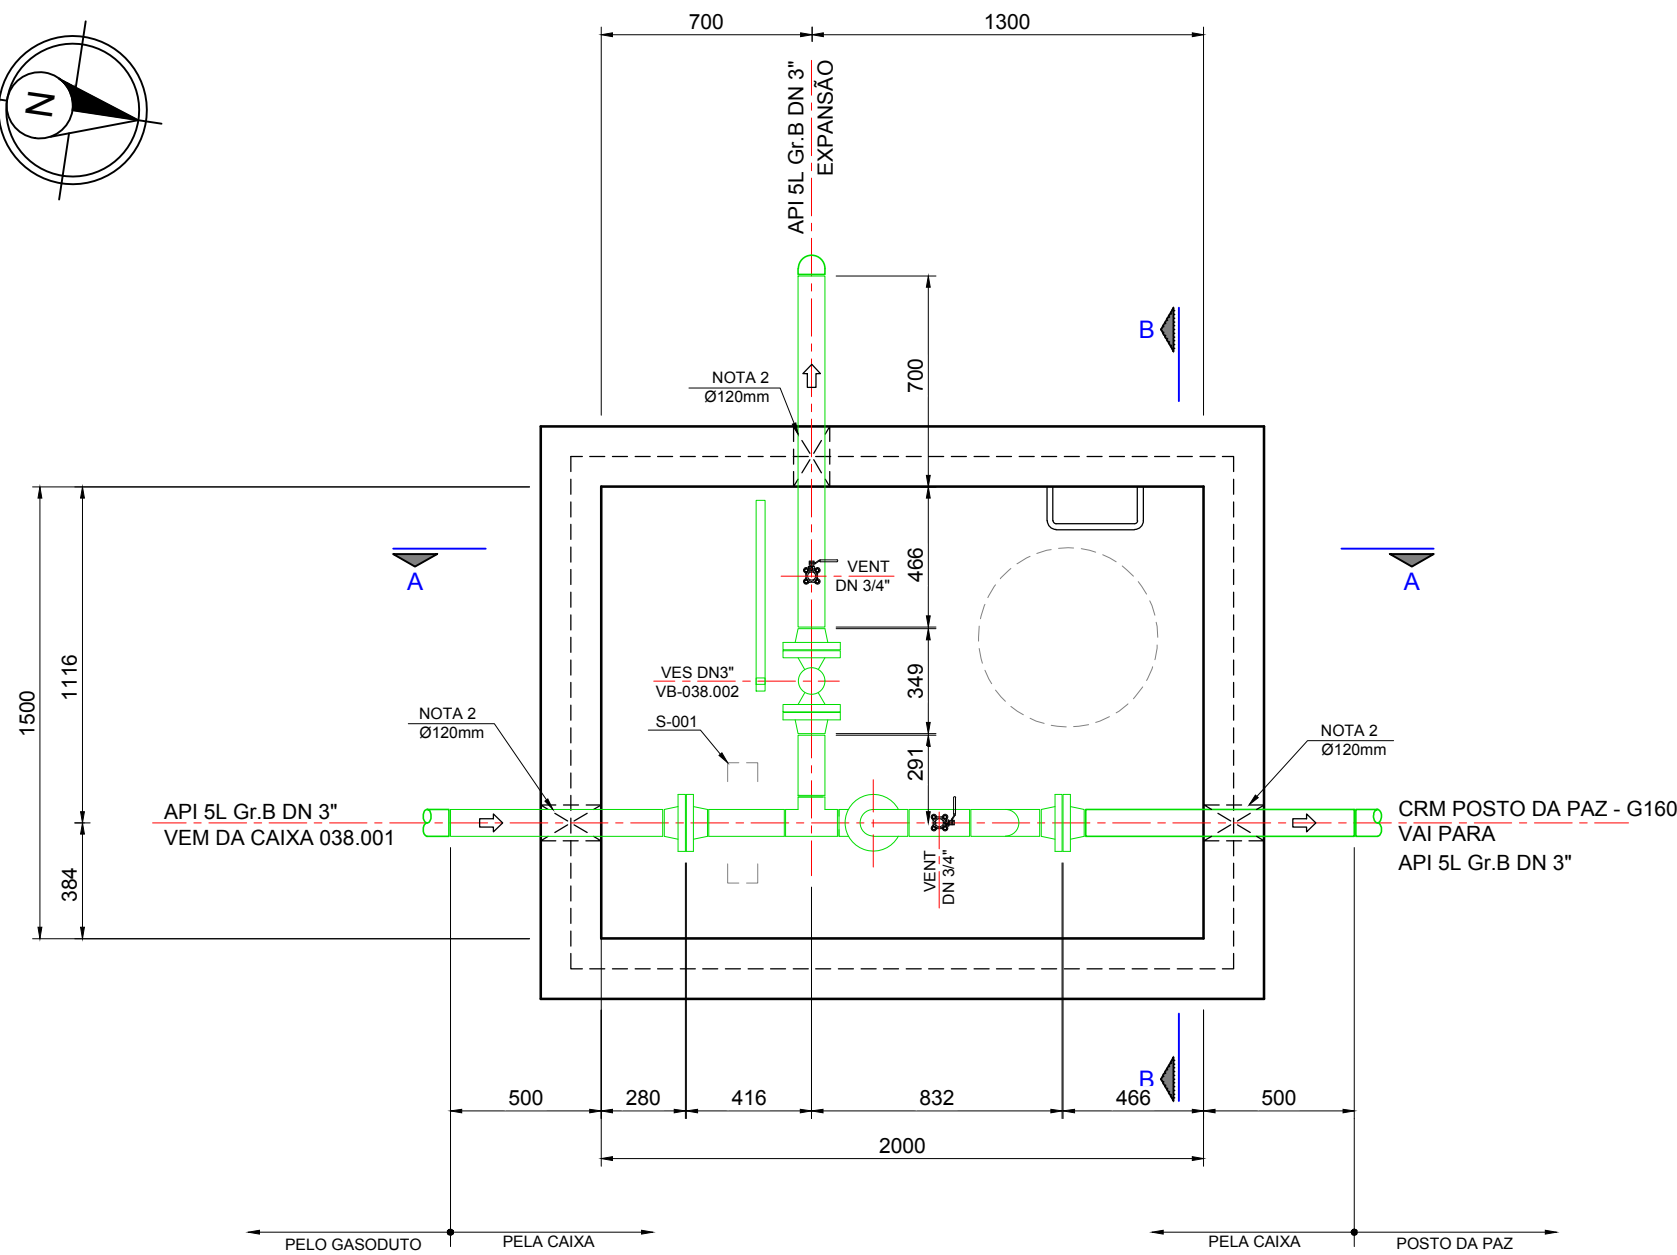 700
1300
N
API 5L Gr.B DN 3"
EXPANSÃO
B
700
NOTA 2
Ø120mm
A
A
466
VENT
DN 3/4"
1116
1500
349
VES DN3"
VB-038.002
S-001
NOTA 2
Ø120mm
NOTA 2
Ø120mm
291
API 5L Gr.B DN 3"
VEM DA CAIXA 038.001
CRM POSTO DA PAZ - G160
VAI PARA
API 5L Gr.B DN 3"
384
VENT
DN 3/4"
B
500
280
416
832
466
500
2000
PELO GASODUTO
PELA CAIXA
PELA CAIXA
POSTO DA PAZ